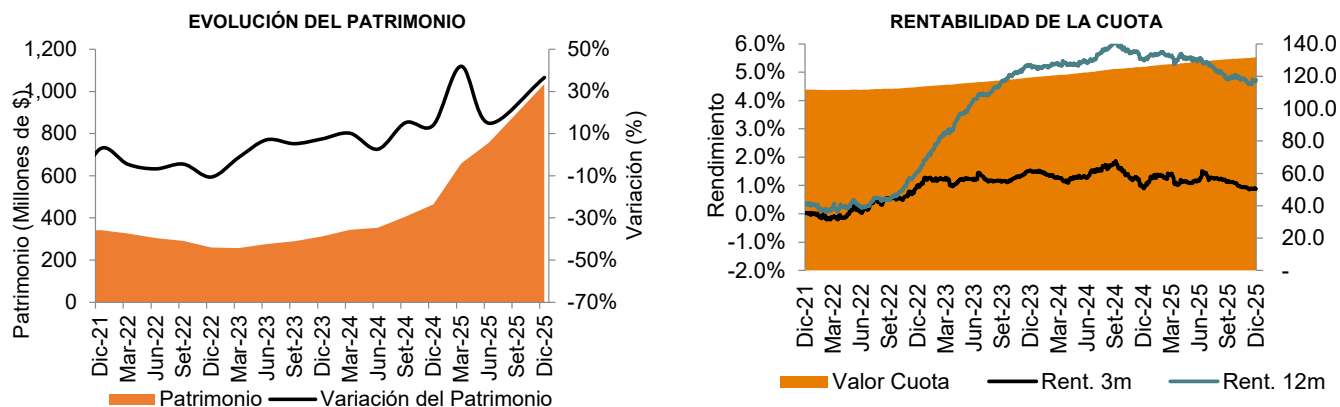 EVOLUCIÓN DEL PATRIMONIO
Patrimonio (Millones de $)
1,200
1,000
800
600
400
200
0
50%
30%
10%
-10%
-30%
-50%
-70%
Variación (%)
Dic-21
Mar-22
Jun-22
Set-22
Dic-22
Mar-23
Jun-23
Set-23
Dic-23
Mar-24
Jun-24
Set-24
Dic-24
Mar-25
Jun-25
Set-25
Dic-25
Patrimonio
Variación del Patrimonio
RENTABILIDAD DE LA CUOTA
Rendimiento
6.0%
5.0%
4.0%
3.0%
2.0%
1.0%
0.0%
-1.0%
-2.0%
140.0
120.0
100.0
80.0
60.0
40.0
20.0
-
Dic-21
Mar-22
Jun-22
Set-22
Dic-22
Mar-23
Jun-23
Set-23
Dic-23
Mar-24
Jun-24
Set-24
Dic-24
Mar-25
Jun-25
Set-25
Dic-25
Valor Cuota
Rent. 3m
Rent. 12m